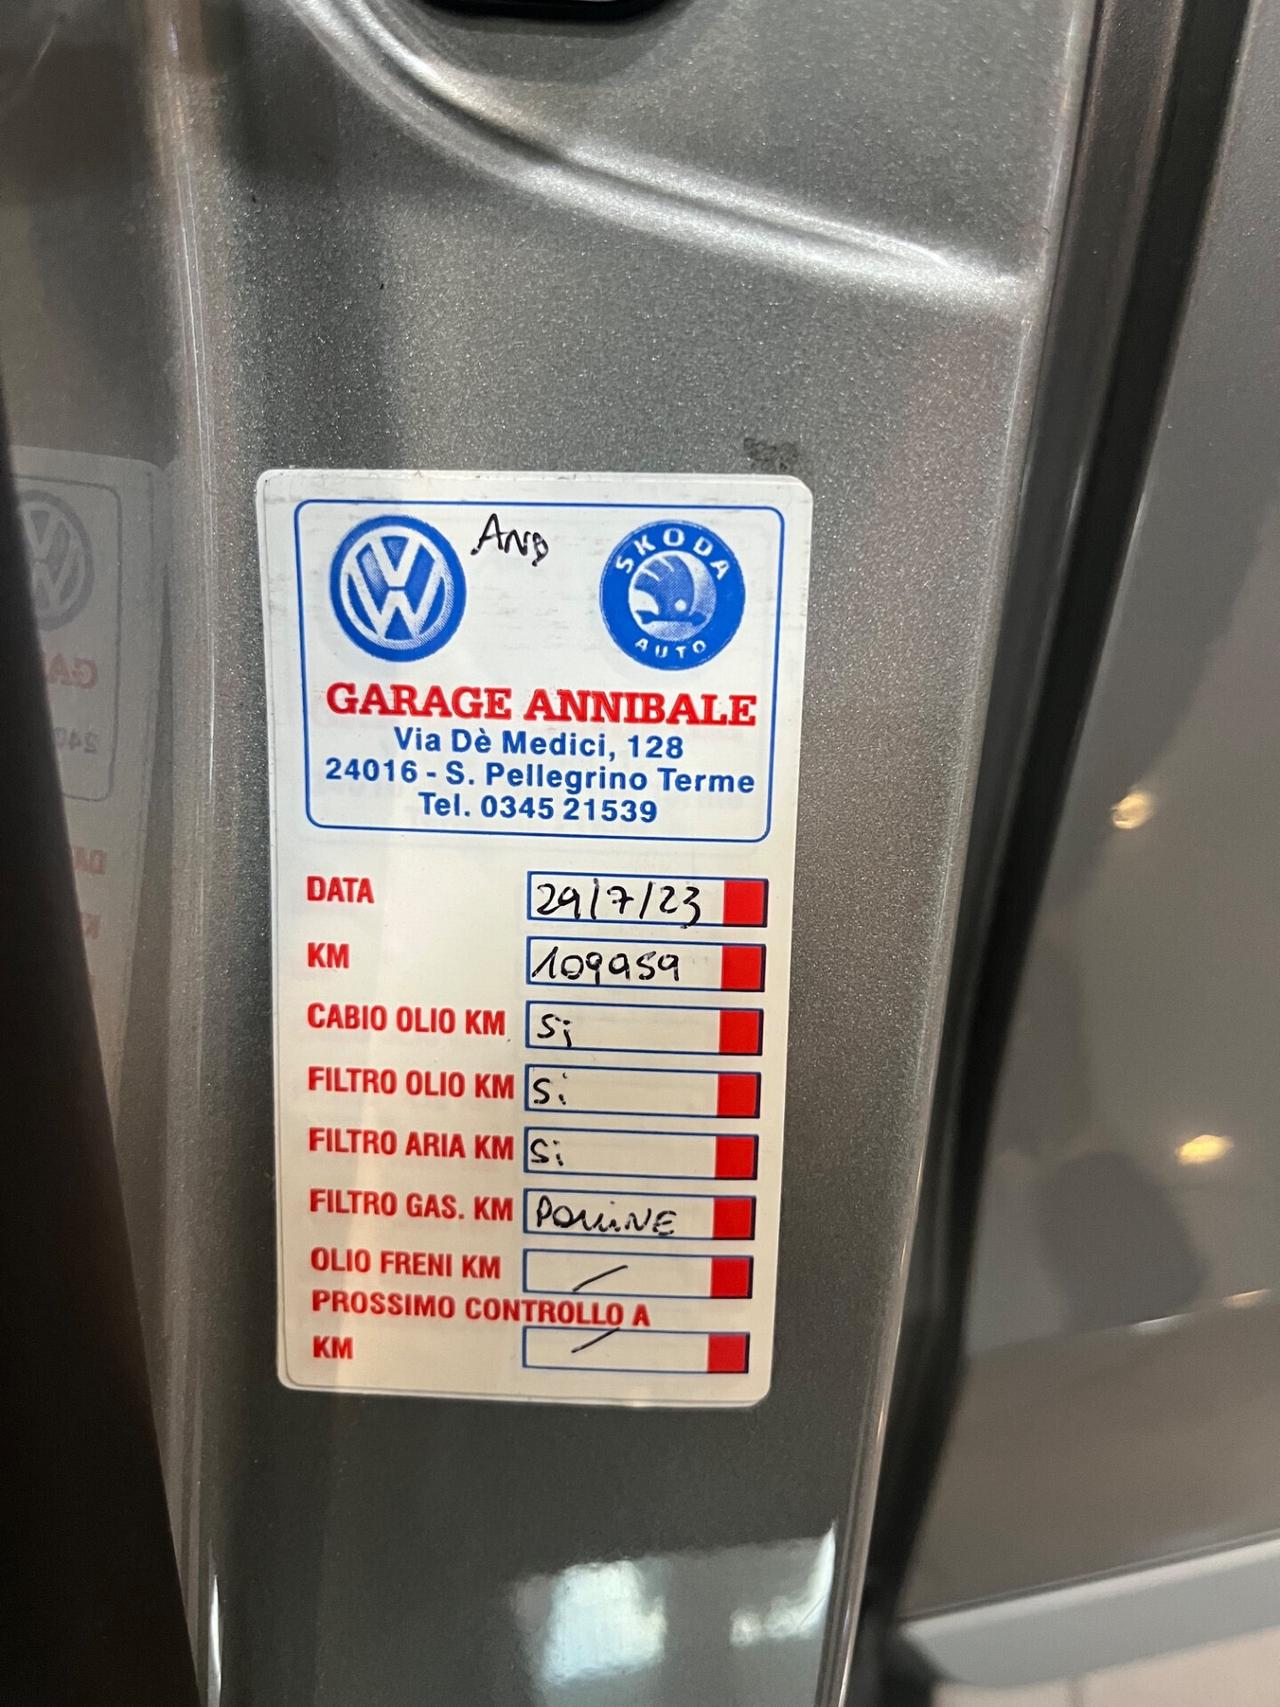 AND
SKODA
AUTO
GARAGE ANNIBALE
Via Dè Medici, 128
24016 - S. Pellegrino Terme
Tel. 0345 21539
DATA 29/7/23
KM 109959
CABIO OLIO KM Si
FILTRO OLIO KM Si
FILTRO ARIA KM Si
FILTRO GAS. KM POLLINE
OLIO FRENI KM /
PROSSIMO CONTROLLO A
KM /